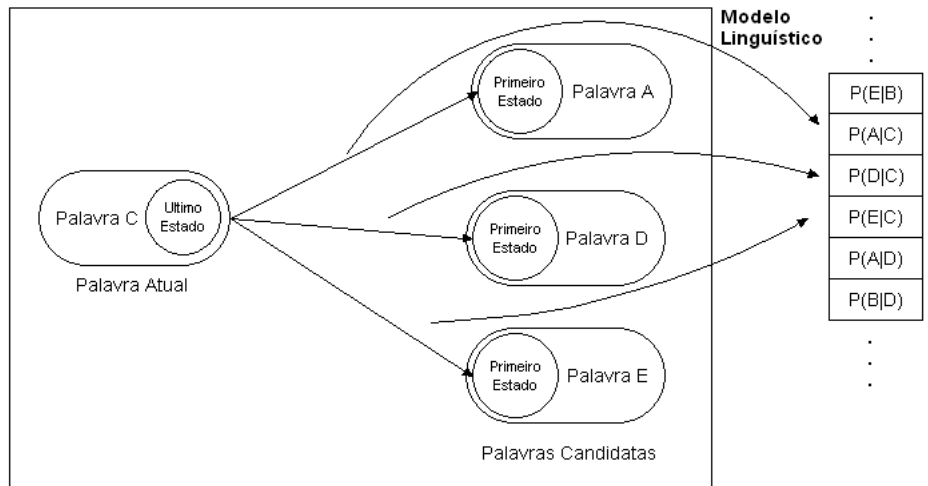 Modelo
Linguístico
Primeiro
Estado
Palavra A
P(E|B)
P(A|C)
P(D|C)
P(E|C)
P(A|D)
P(B|D)
Palavra C
Ultimo
Estado
Palavra Atual
Primeiro
Estado
Palavra D
Primeiro
Estado
Palavra E
Palavras Candidatas